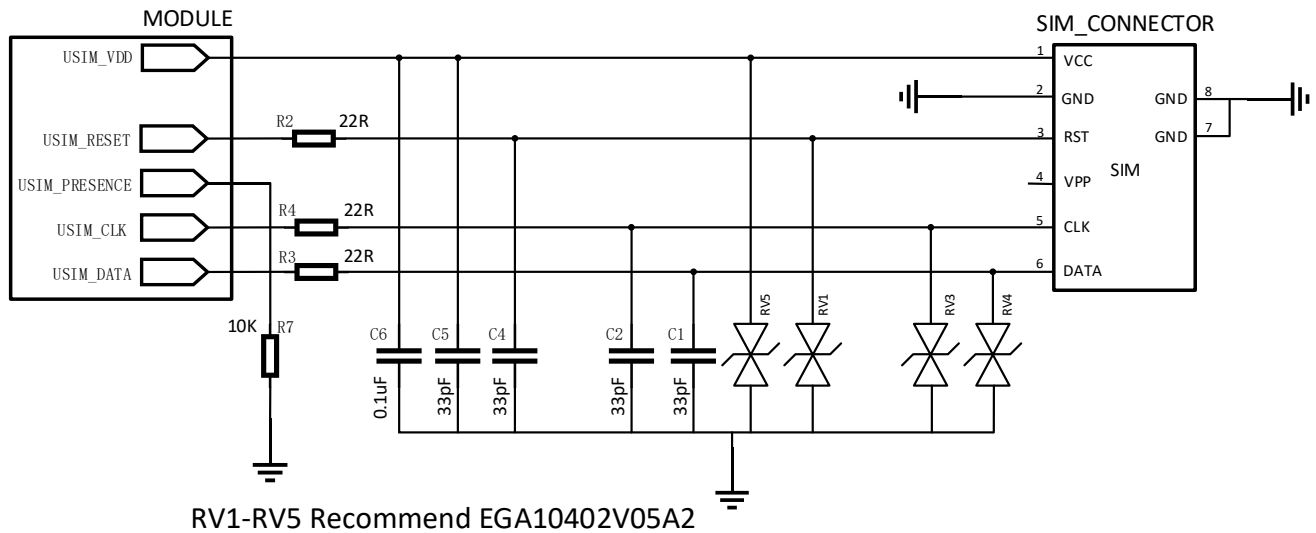 MODULE
SIM_CONNECTOR
USIM_VDD
1
VCC
2
GND
GND
8
R2
22R
USIM_RESET
3
RST
GND
7
USIM_PRESENCE
4
VPP
SIM
R4
22R
USIM_CLK
5
CLK
R3
22R
USIM_DATA
6
DATA
RV5
RV1
RV3
RV4
10K
R7
C6
C5
C4
C2
C1
0.1uF
33pF
33pF
33pF
33pF
RV1-RV5 Recommend EGA10402V05A2